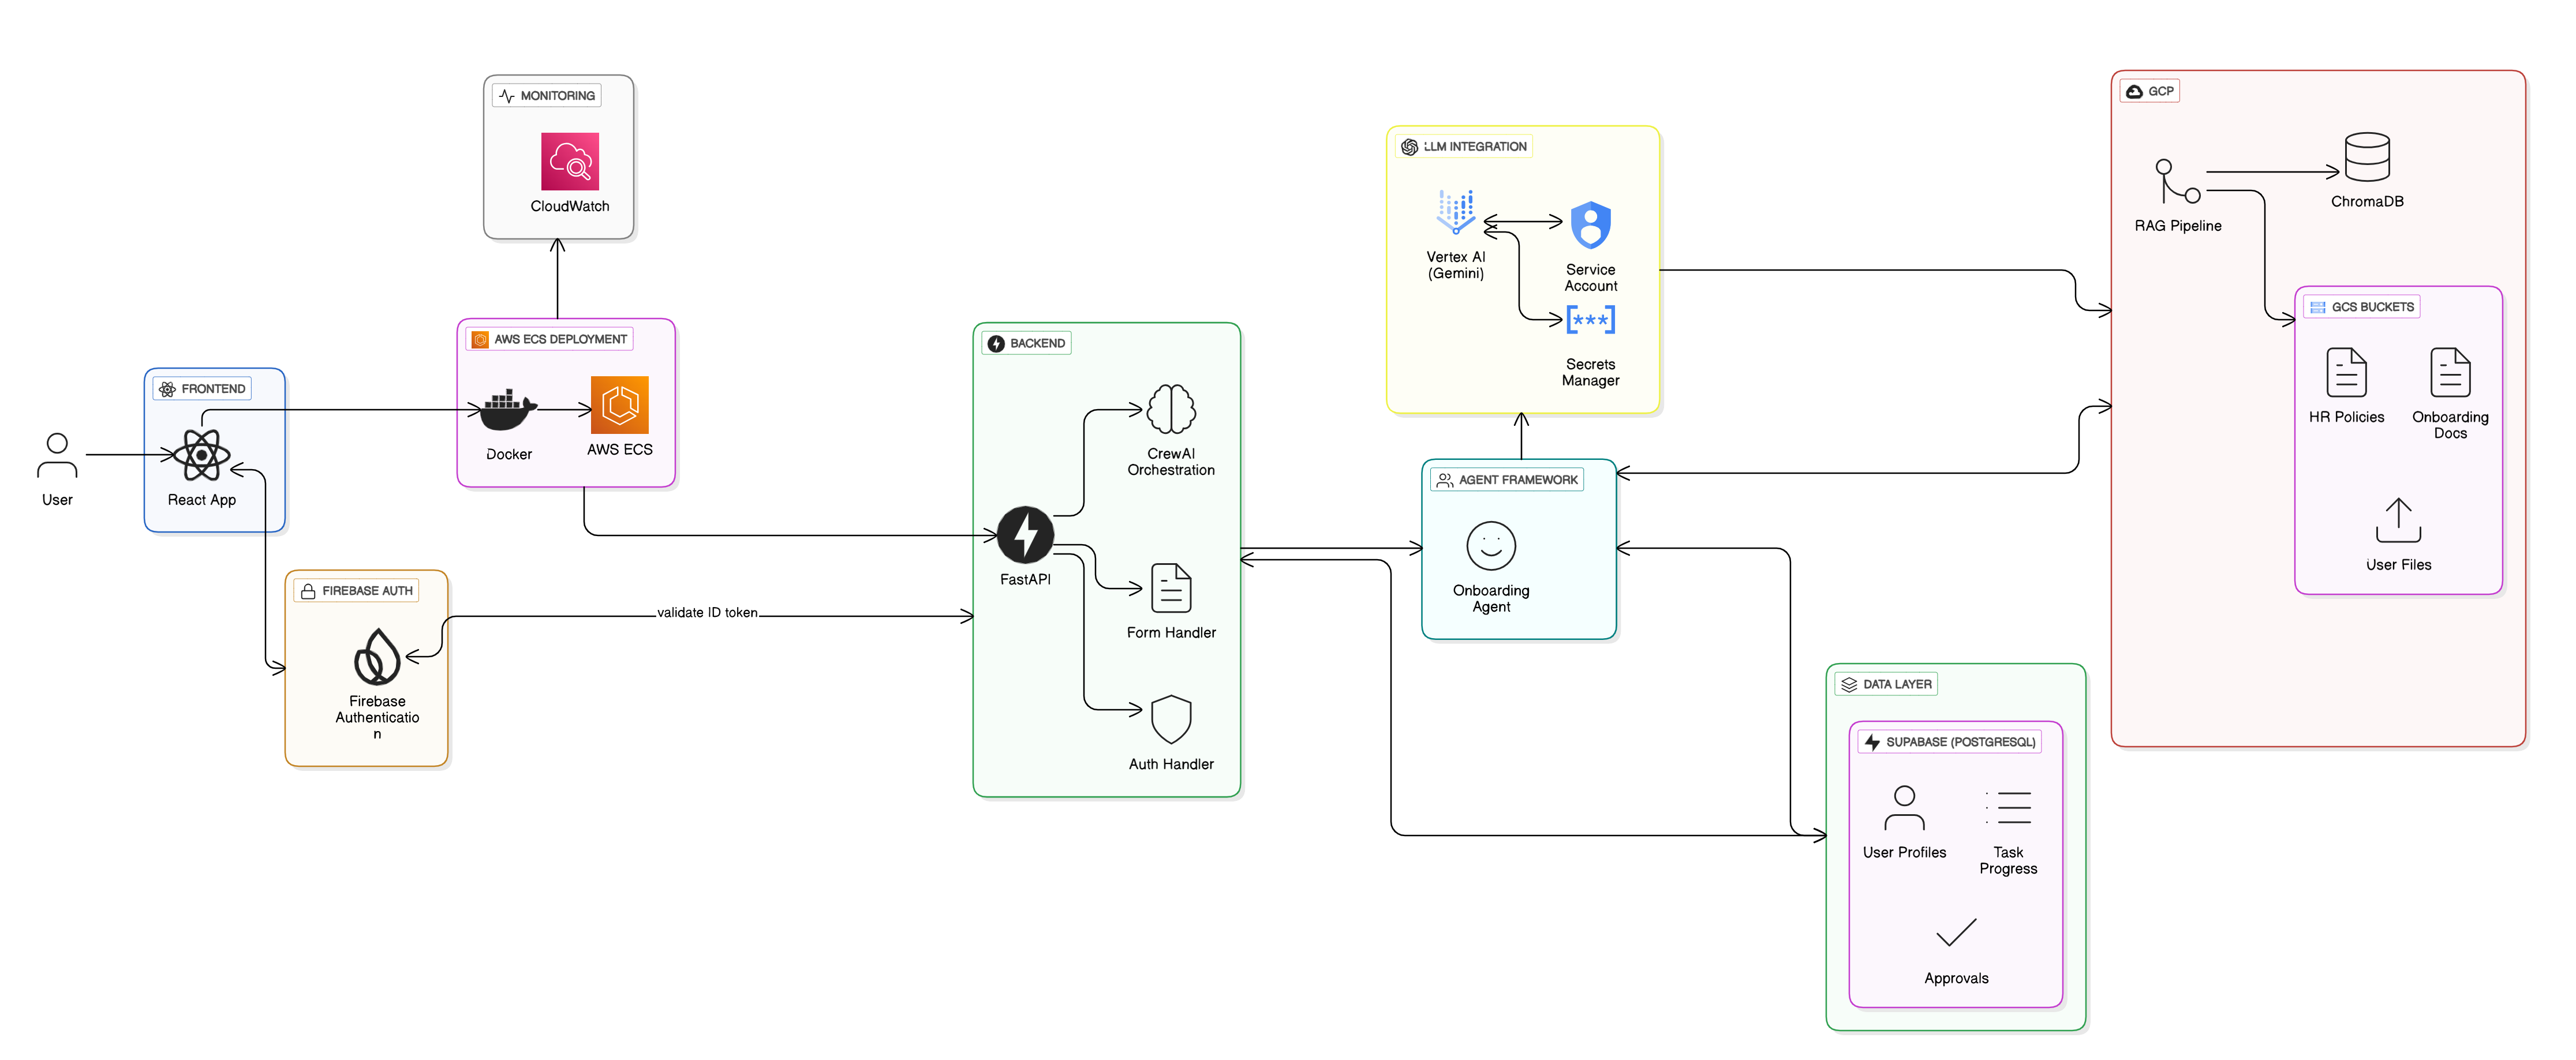 MONITORING
CloudWatch
AWS ECS DEPLOYMENT
Docker
AWS ECS
FRONTEND
React App
User
FIREBASE AUTH
Firebase
Authenticatio
n
validate ID token
BACKEND
CrewAI
Orchestration
FastAPI
Form Handler
Auth Handler
LLM INTEGRATION
Vertex AI
(Gemini)
Service
Account
[***]
Secrets
Manager
AGENT FRAMEWORK
Onboarding
Agent
GCP
RAG Pipeline
ChromaDB
GCS BUCKETS
HR Policies
Onboarding
Docs
User Files
DATA LAYER
SUPABASE (POSTGRESQL)
User Profiles
Task
Progress
Approvals